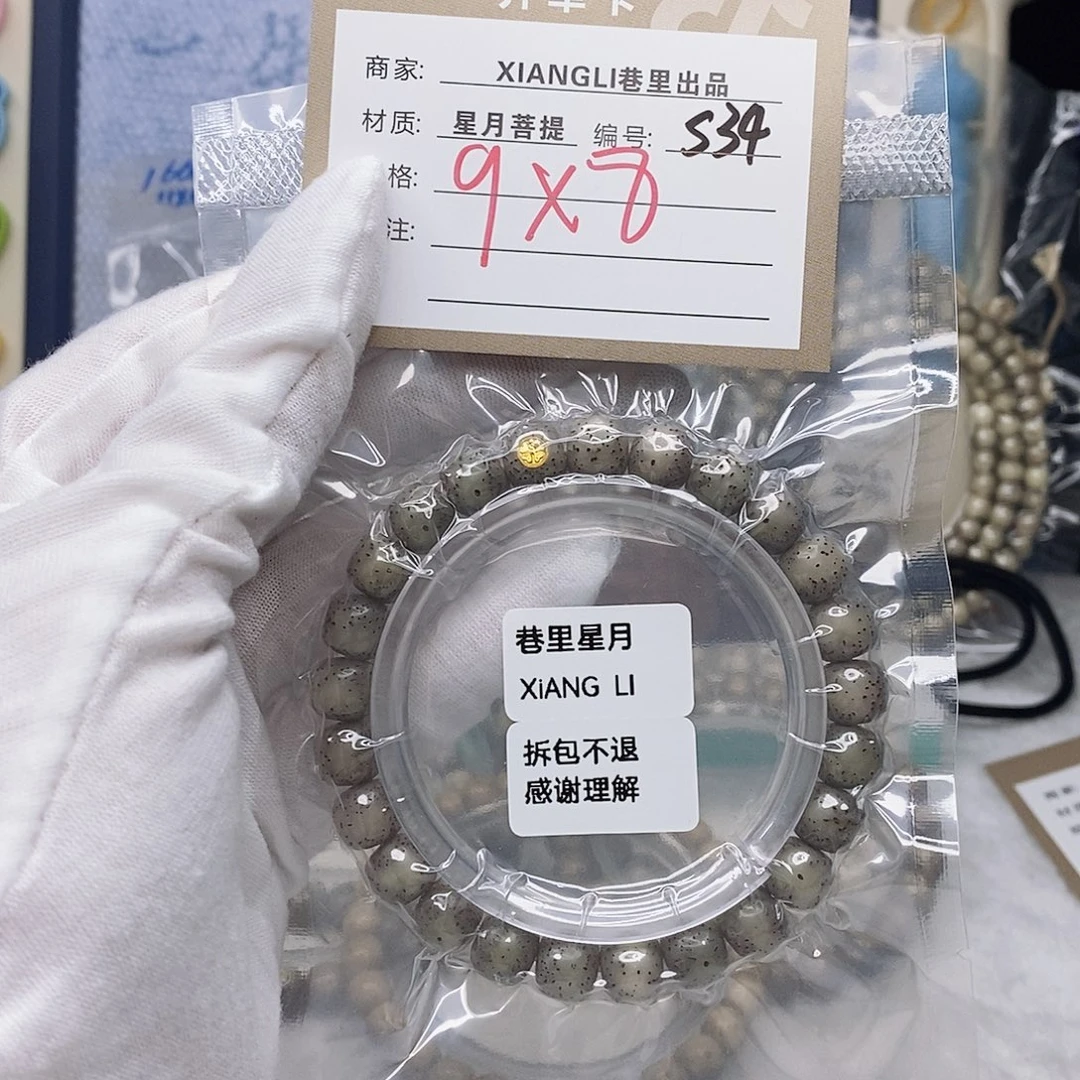 商家: XIANGLI巷里出品
材质: 星月菩提 编号: S34
格: 9x8
注:
巷里星月
XiANG LI
拆包不退
感谢理解